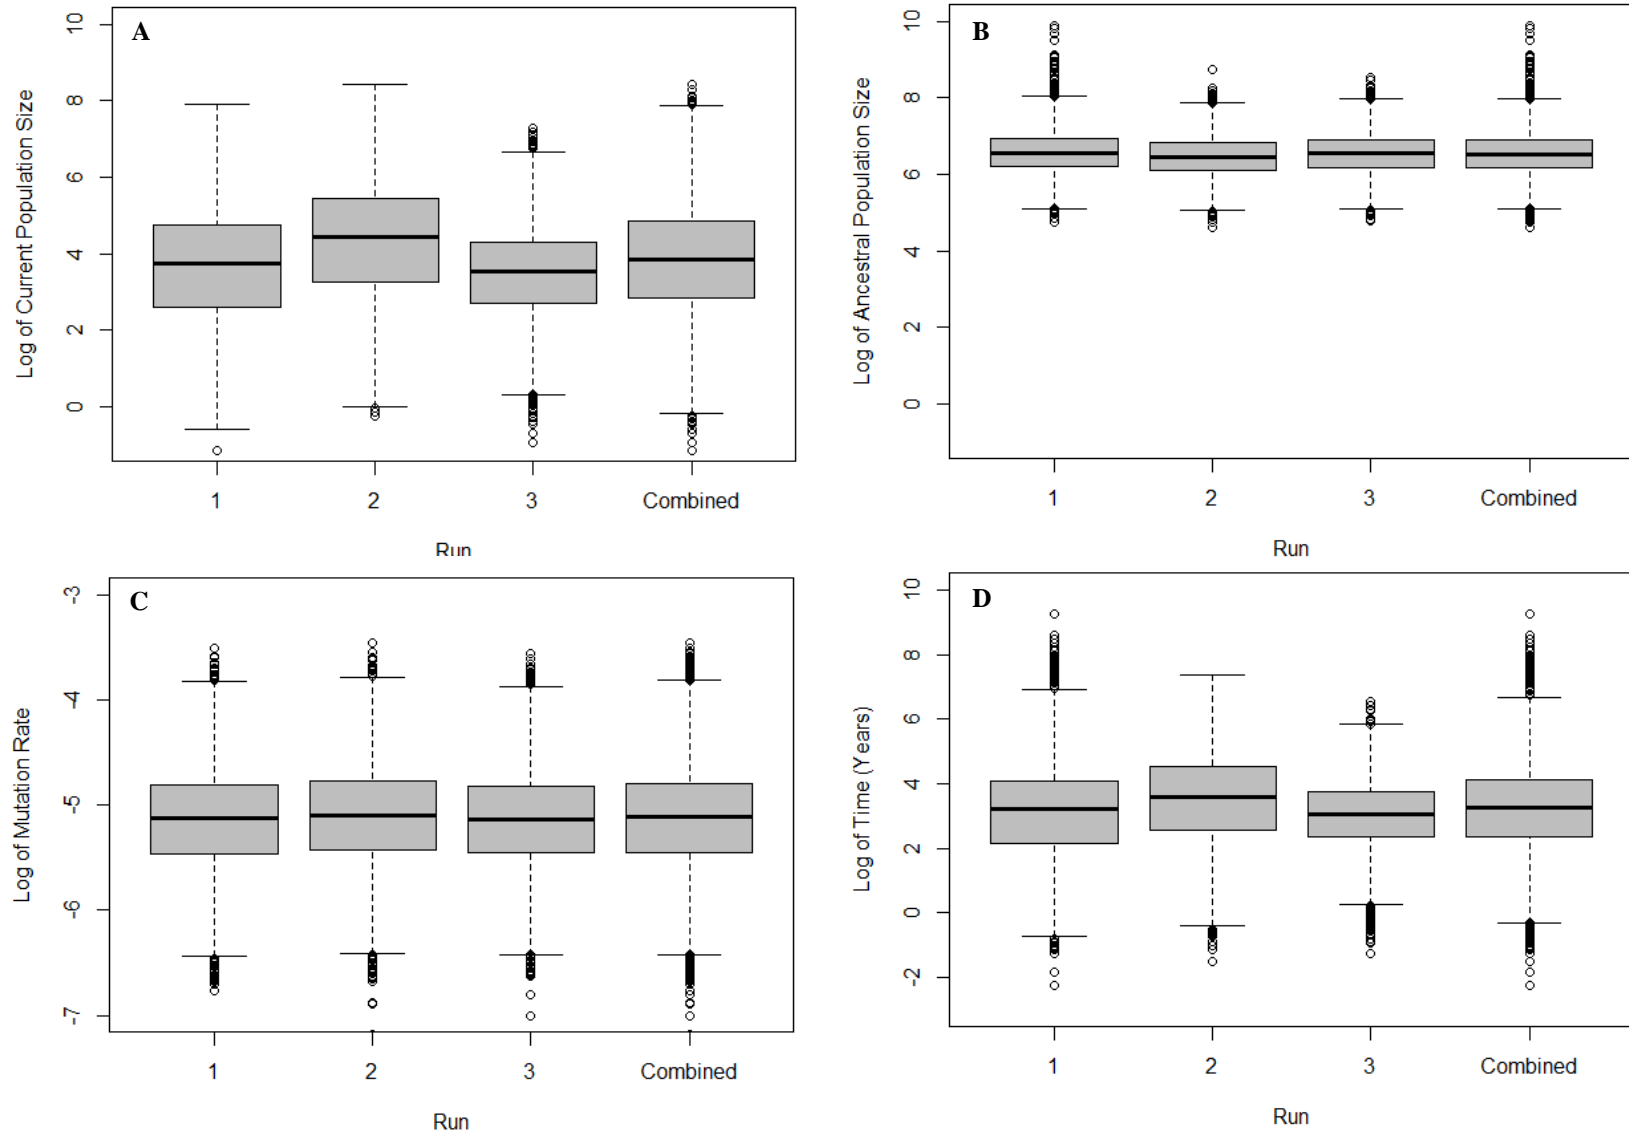 A
Log of Current Population Size
10
8
6
4
2
0
1 2 3 Combined
Run
B
Log of Ancestral Population Size
10
8
6
4
2
0
1 2 3 Combined
Run
C
Log of Mutation Rate
-3
-4
-5
-6
-7
1 2 3 Combined
Run
D
Log of Time (Years)
10
8
6
4
2
0
-2
1 2 3 Combined
Run